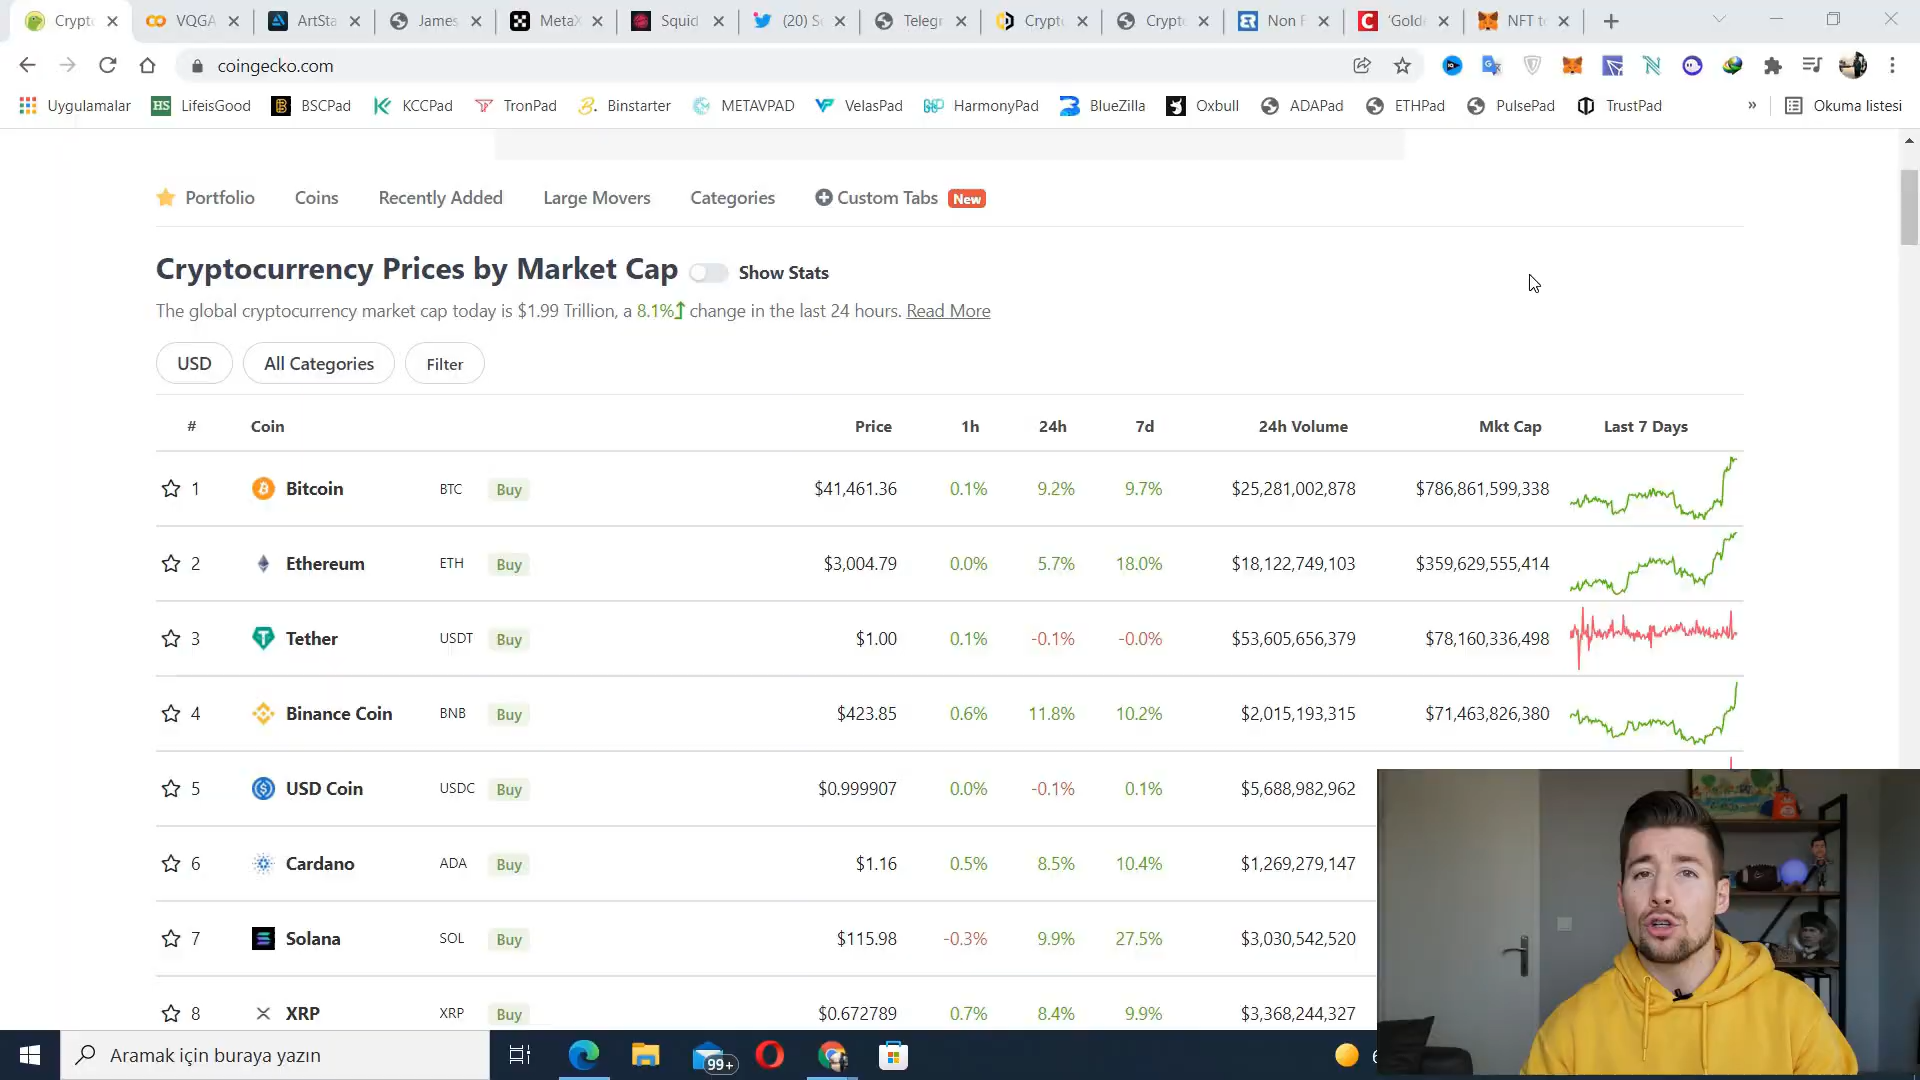 Crypto
VQGA
ArtSta
James
MetaX
Squid
(20) S
Telegr
Crypto
Crypto
Non F
'Golde
NFT to
coingecko.com
Uygulamalar
HS LifeisGood
BSCPad
KCCPad
TronPad
Binstarter
METAVPAD
VelasPad
HarmonyPad
BlueZilla
Oxbull
ADAPad
ETHPad
PulsePad
TrustPad
» Okuma listesi
Portfolio Coins Recently Added Large Movers Categories Custom Tabs New
Cryptocurrency Prices by Market Cap Show Stats
The global cryptocurrency market cap today is $1.99 Trillion, a 8.1% change in the last 24 hours. Read More
USD All Categories Filter
# Coin Price 1h 24h 7d 24h Volume Mkt Cap Last 7 Days
1 Bitcoin BTC Buy $41,461.36 0.1% 9.2% 9.7% $25,281,002,878 $786,861,599,338
2 Ethereum ETH Buy $3,004.79 0.0% 5.7% 18.0% $18,122,749,103 $359,629,555,414
3 Tether USDT Buy $1.00 0.1% -0.1% -0.0% $53,605,656,379 $78,160,336,498
4 Binance Coin BNB Buy $423.85 0.6% 11.8% 10.2% $2,015,193,315 $71,463,826,380
5 USD Coin USDC Buy $0.999907 0.0% -0.1% 0.1% $5,688,982,962
6 Cardano ADA Buy $1.16 0.5% 8.5% 10.4% $1,269,279,147
7 Solana SOL Buy $115.98 -0.3% 9.9% 27.5% $3,030,542,520
8 XRP XRP Buy $0.672789 0.7% 8.4% 9.9% $3,368,244,327
Aramak için buraya yazın
99+